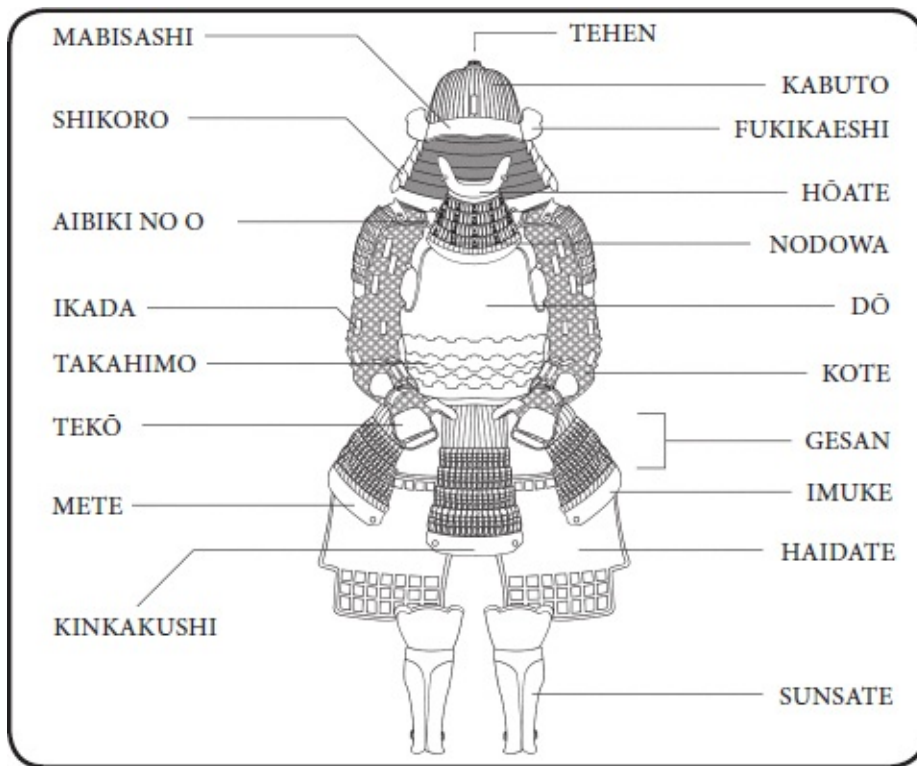 MABISASHI
TEHEN
KABUTO
SHIKORO
FUKIKAESHI
HŌATE
AIBIKI NO O
NODOWA
IKADA
DŌ
TAKAHIMO
KOTE
TEKŌ
GESAN
METE
IMUKE
HAIDATE
KINKAKUSHI
SUNSATE